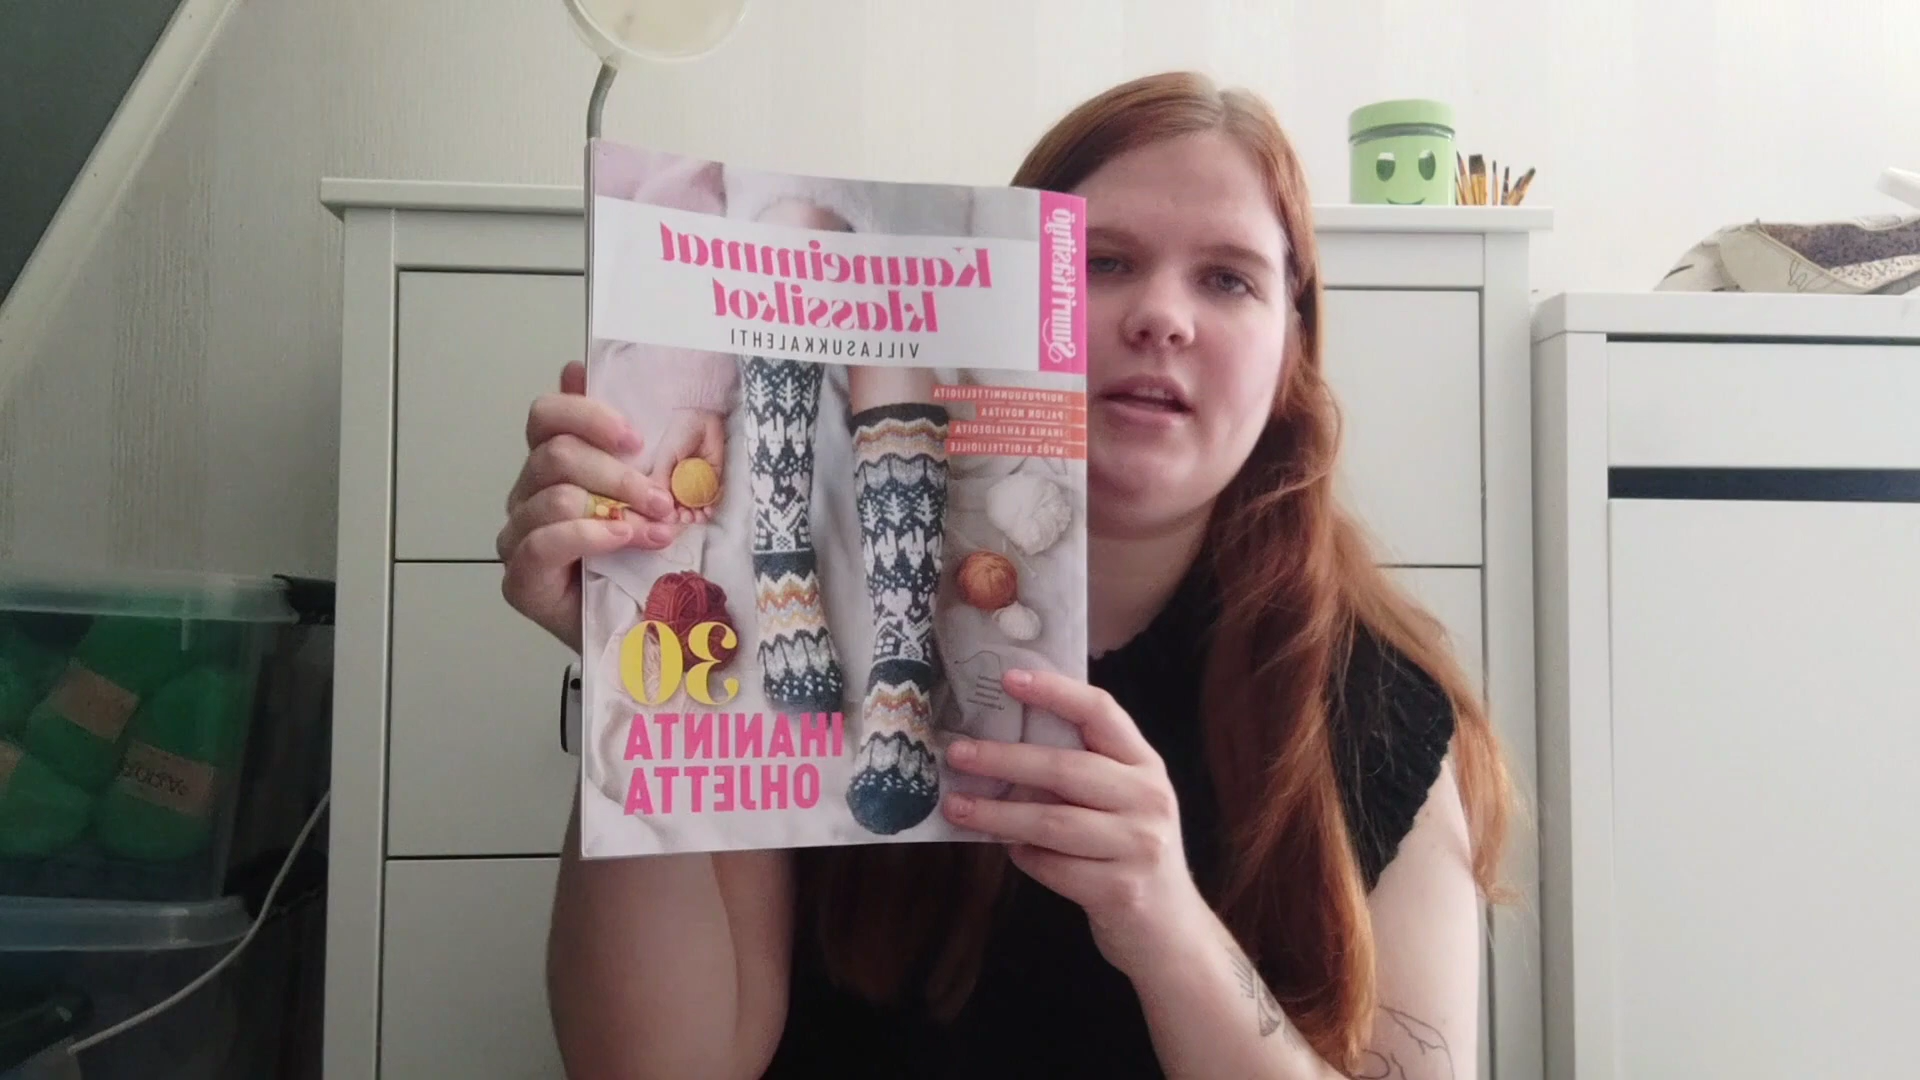 Suuri Käsityö
Kauneimmat
klassikot
VILLASUKKALEHTI
HUIPPUSUUNNITTELIJOITA
PALJON NOVITAA
IHANIA LAHJAIDEOITA
MYÖS ALOITTELIJOILLE
30
IHANINTA
OHJETTA